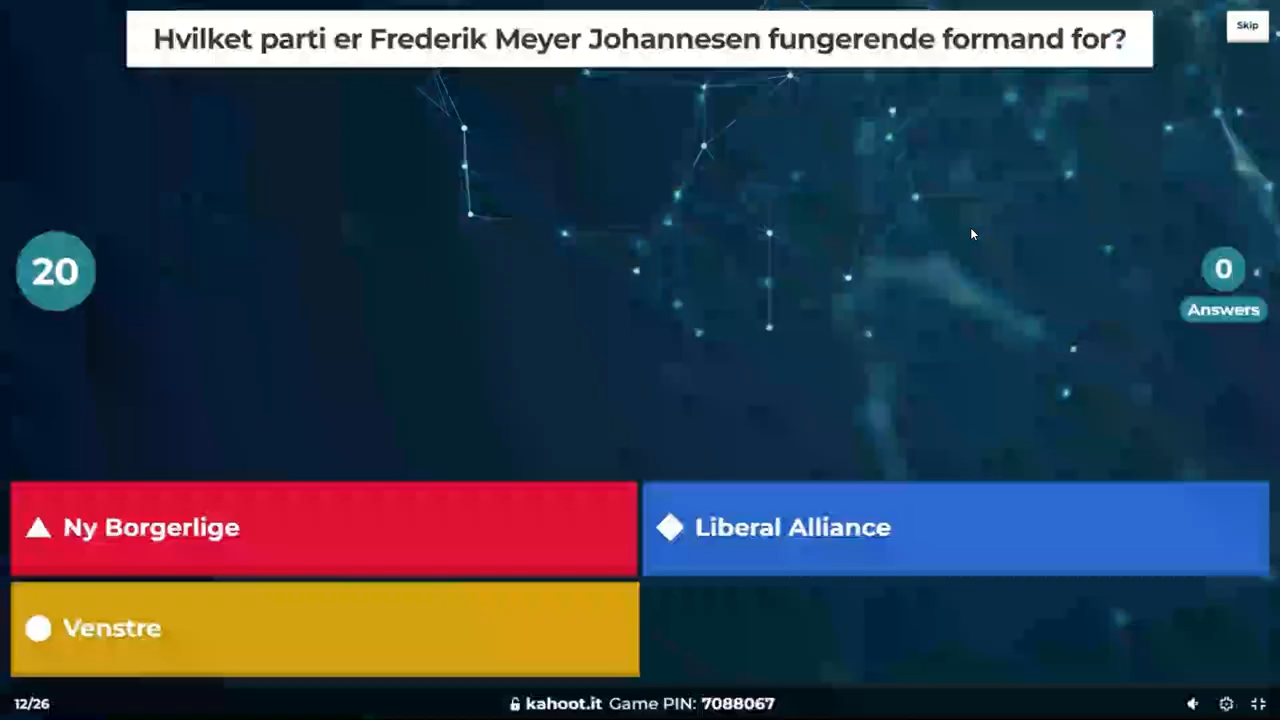 Hvilket parti er Frederik Meyer Johannesen fungerende formand for?
Skip
20
0
Answers
Ny Borgerlige
Liberal Alliance
Venstre
12/26
kahoot.it Game PIN: 7088067